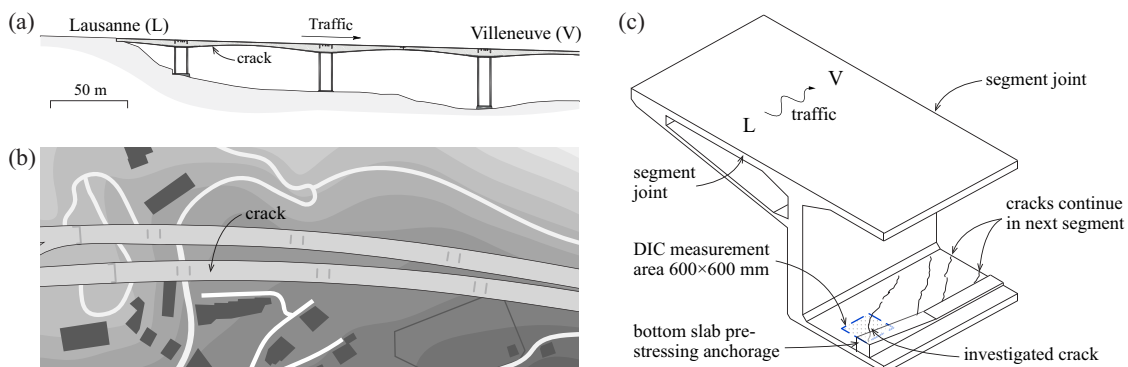 (a)
Lausanne (L)
Traffic
Villeneuve (V)
crack
50 m
(b)
crack
(c)
V
L
traffic
segment joint
segment
joint
cracks continue
in next segment
DIC measurement
area 600×600 mm
bottom slab pre-
stressing anchorage
investigated crack